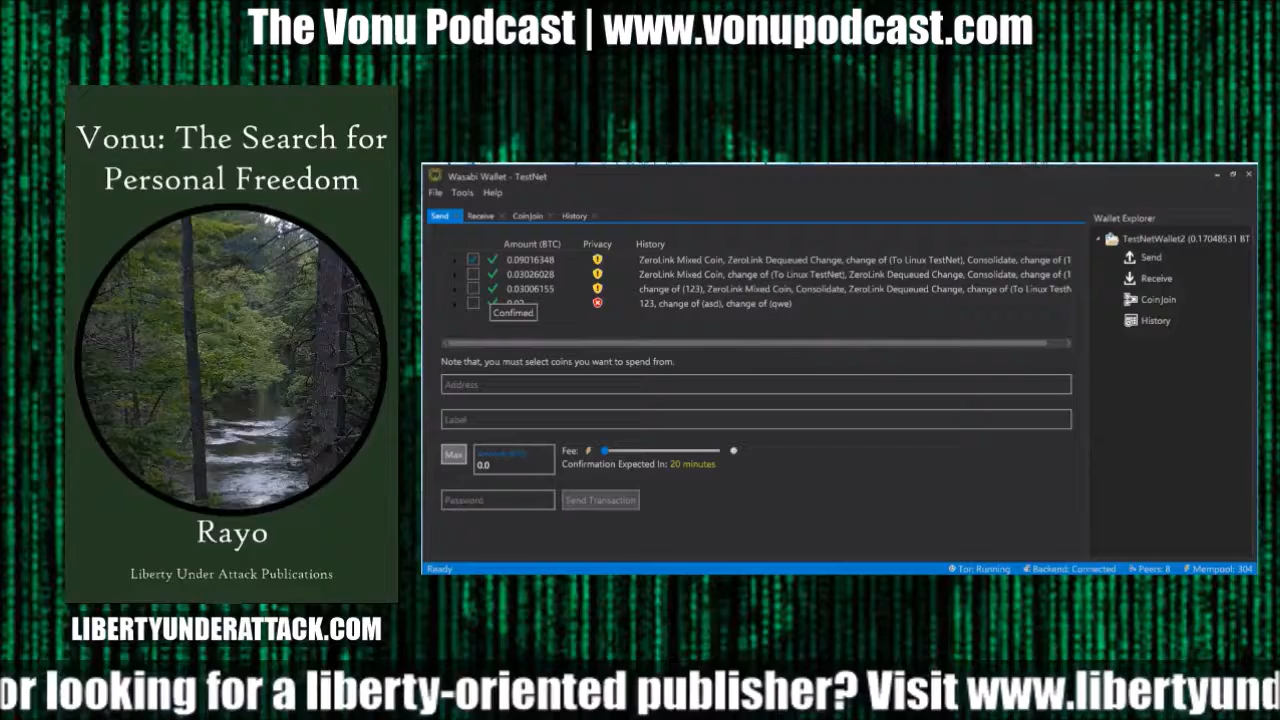 The Vonu Podcast | www.vonupodcast.com
Vonu: The Search for
Personal Freedom
Rayo
Liberty Under Attack Publications
LIBERTYUNDERATTACK.COM
Wasabi Wallet - TestNet
File Tools Help
Send Receive CoinJoin History
Amount (BTC) Privacy History
0.09016348 ZeroLink Mixed Coin, ZeroLink Dequeued Change, change of (To Linux TestNet), Consolidate, change of (1
0.03026028 ZeroLink Mixed Coin, change of (To Linux TestNet), ZeroLink Dequeued Change, Consolidate, change of (1
0.03006155 change of (123), ZeroLink Mixed Coin, Consolidate, ZeroLink Dequeued Change, change of (To Linux TestN
123, change of (asd), change of (qwe)
Confirmed
Note that, you must select coins you want to spend from.
Address
Label
Max
Amount (BTC)
0.0
Fee:
Confirmation Expected In: 20 minutes
Password
Send Transaction
Wallet Explorer
TestNetWallet2 (0.17048531 BT
Send
Receive
CoinJoin
History
Ready
Tor: Running Backend: Connected Peers: 8 Mempool: 304
or looking for a liberty-oriented publisher? Visit www.libertyund